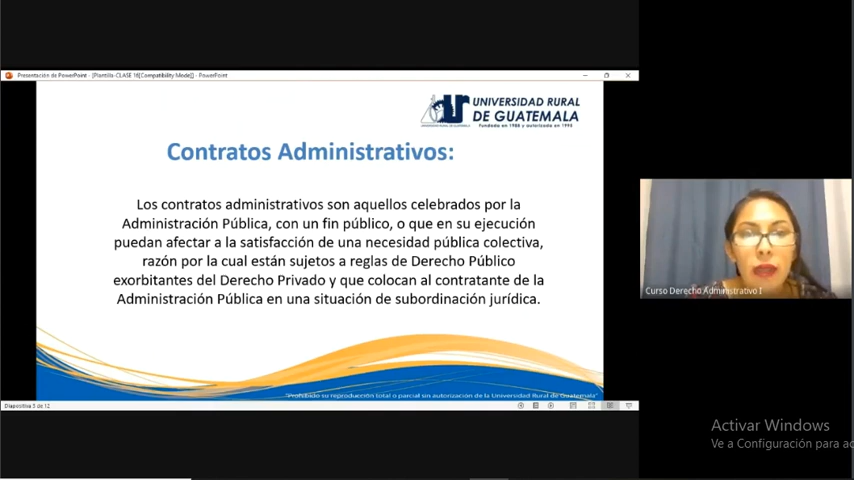 Presentación de PowerPoint - [Plantilla CLASE 16[Compatibility Mode]] - PowerPoint
UNIVERSIDAD RURAL
DE GUATEMALA
Fundada en 1988 y autorizada en 1995
Contratos Administrativos:
Los contratos administrativos son aquellos celebrados por la
Administración Pública, con un fin público, o que en su ejecución
puedan afectar a la satisfacción de una necesidad pública colectiva,
razón por la cual están sujetos a reglas de Derecho Público
exorbitantes del Derecho Privado y que colocan al contratante de la
Administración Pública en una situación de subordinación jurídica.
"Prohibido su reproducción total o parcial sin autorización de la Universidad Rural de Guatemala"
Diapositiva 5 de 12
Curso Derecho Administrativo I
Activar Windows
Ve a Configuración para ac